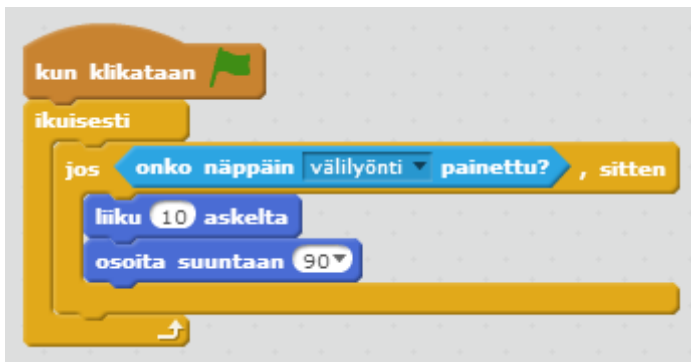 kun klikataan
ikuisesti
jos onko näppäin välilyönti painettu? , sitten
liiku 10 askelta
osoita suuntaan 90